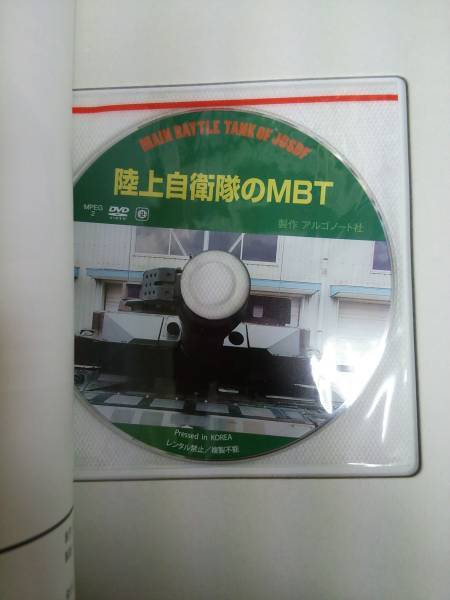 MAIN BATTLE TANK OF "JGSDF"
陸上自衛隊のMBT
製作 アルゴノート社
MPEG
2
DVD
VIDEO
Pressed in KOREA
レンタル禁止/複製不能